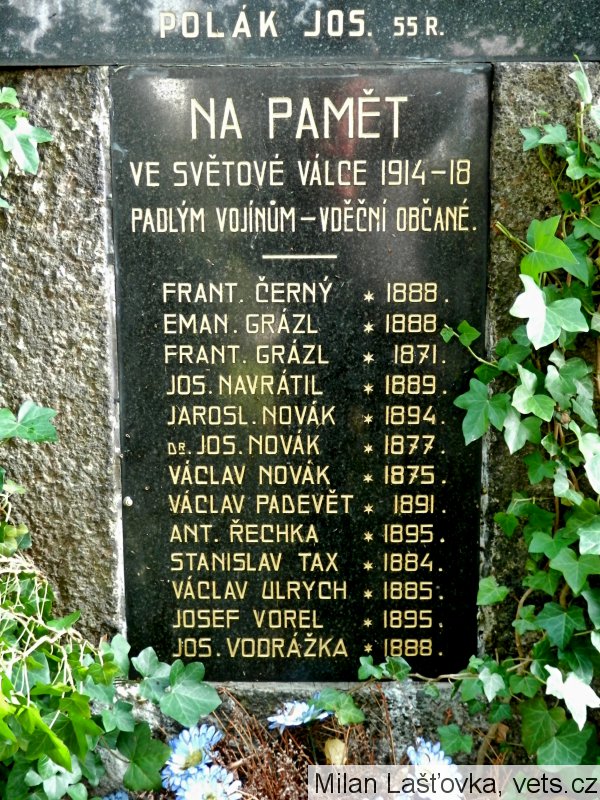 POLÁK JOS. 55 R.
NA PAMĚT
VE SVĚTOVÉ VÁLCE 1914-18
PADLÝM VOJÍNŮM - VDĚČNÍ OBČANÉ.
FRANT. ČERNÝ * 1888.
EMAN. GRÁZL * 1888.
FRANT. GRÁZL * 1871.
JOS. NAVRÁTIL * 1889.
JAROSL. NOVÁK * 1894.
DR. JOS. NOVÁK * 1877.
VÁCLAV NOVÁK * 1875.
VÁCLAV PADEVĚT * 1891.
ANT. ŘECHKA * 1895.
STANISLAV TAX * 1884.
VÁCLAV ULRYCH * 1885.
JOSEF VOREL * 1895.
JOS. VODRÁŽKA * 1888.
Milan Lašťovka, vets.cz